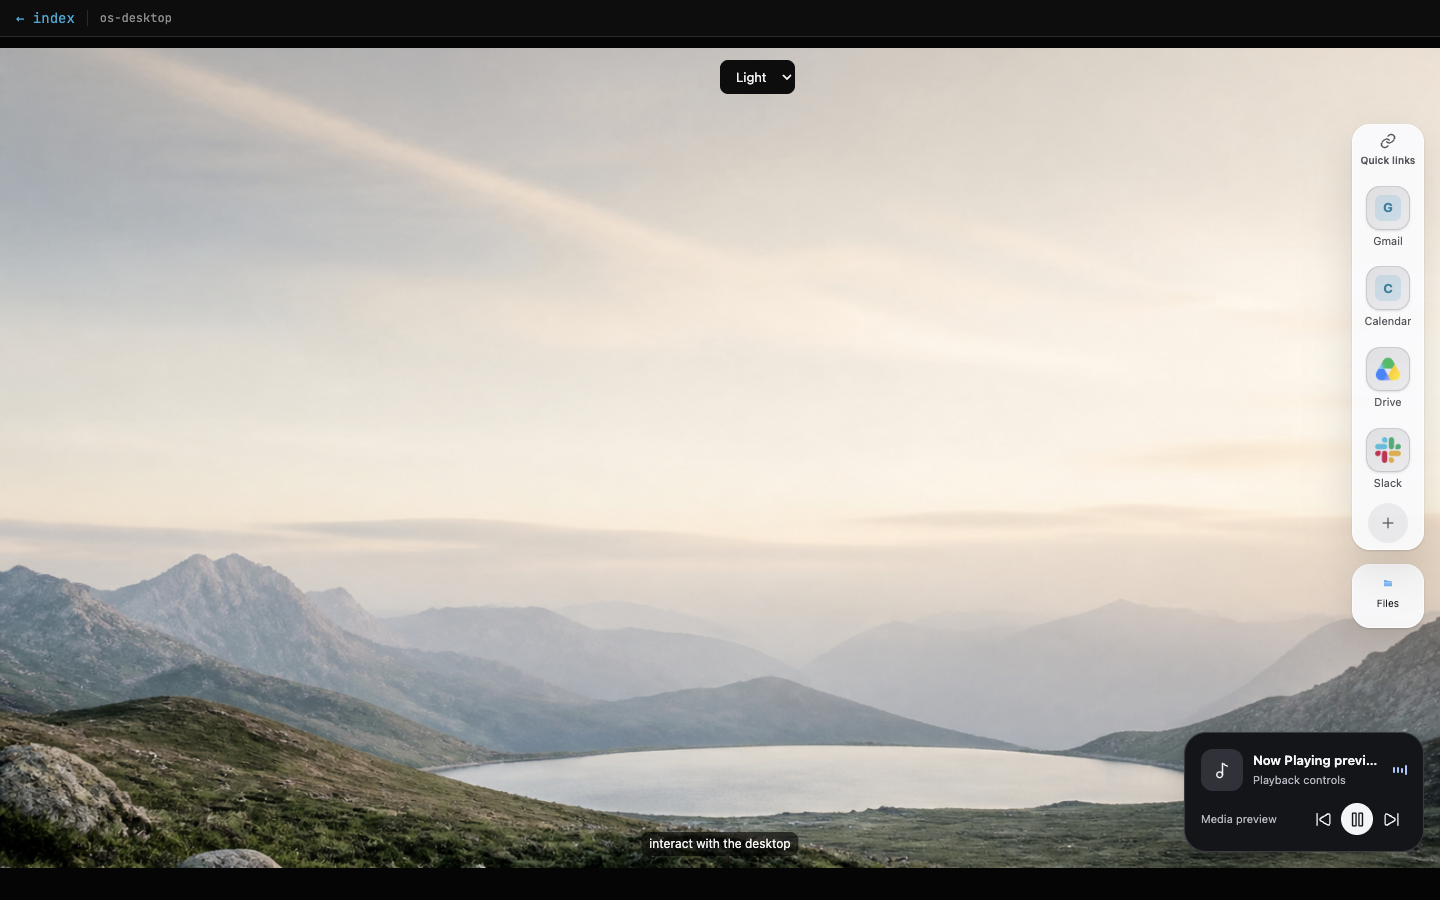 ← index
os-desktop
Light
Quick links
G
Gmail
C
Calendar
Drive
Slack
Files
Now Playing previ...
Playback controls
Media preview
interact with the desktop